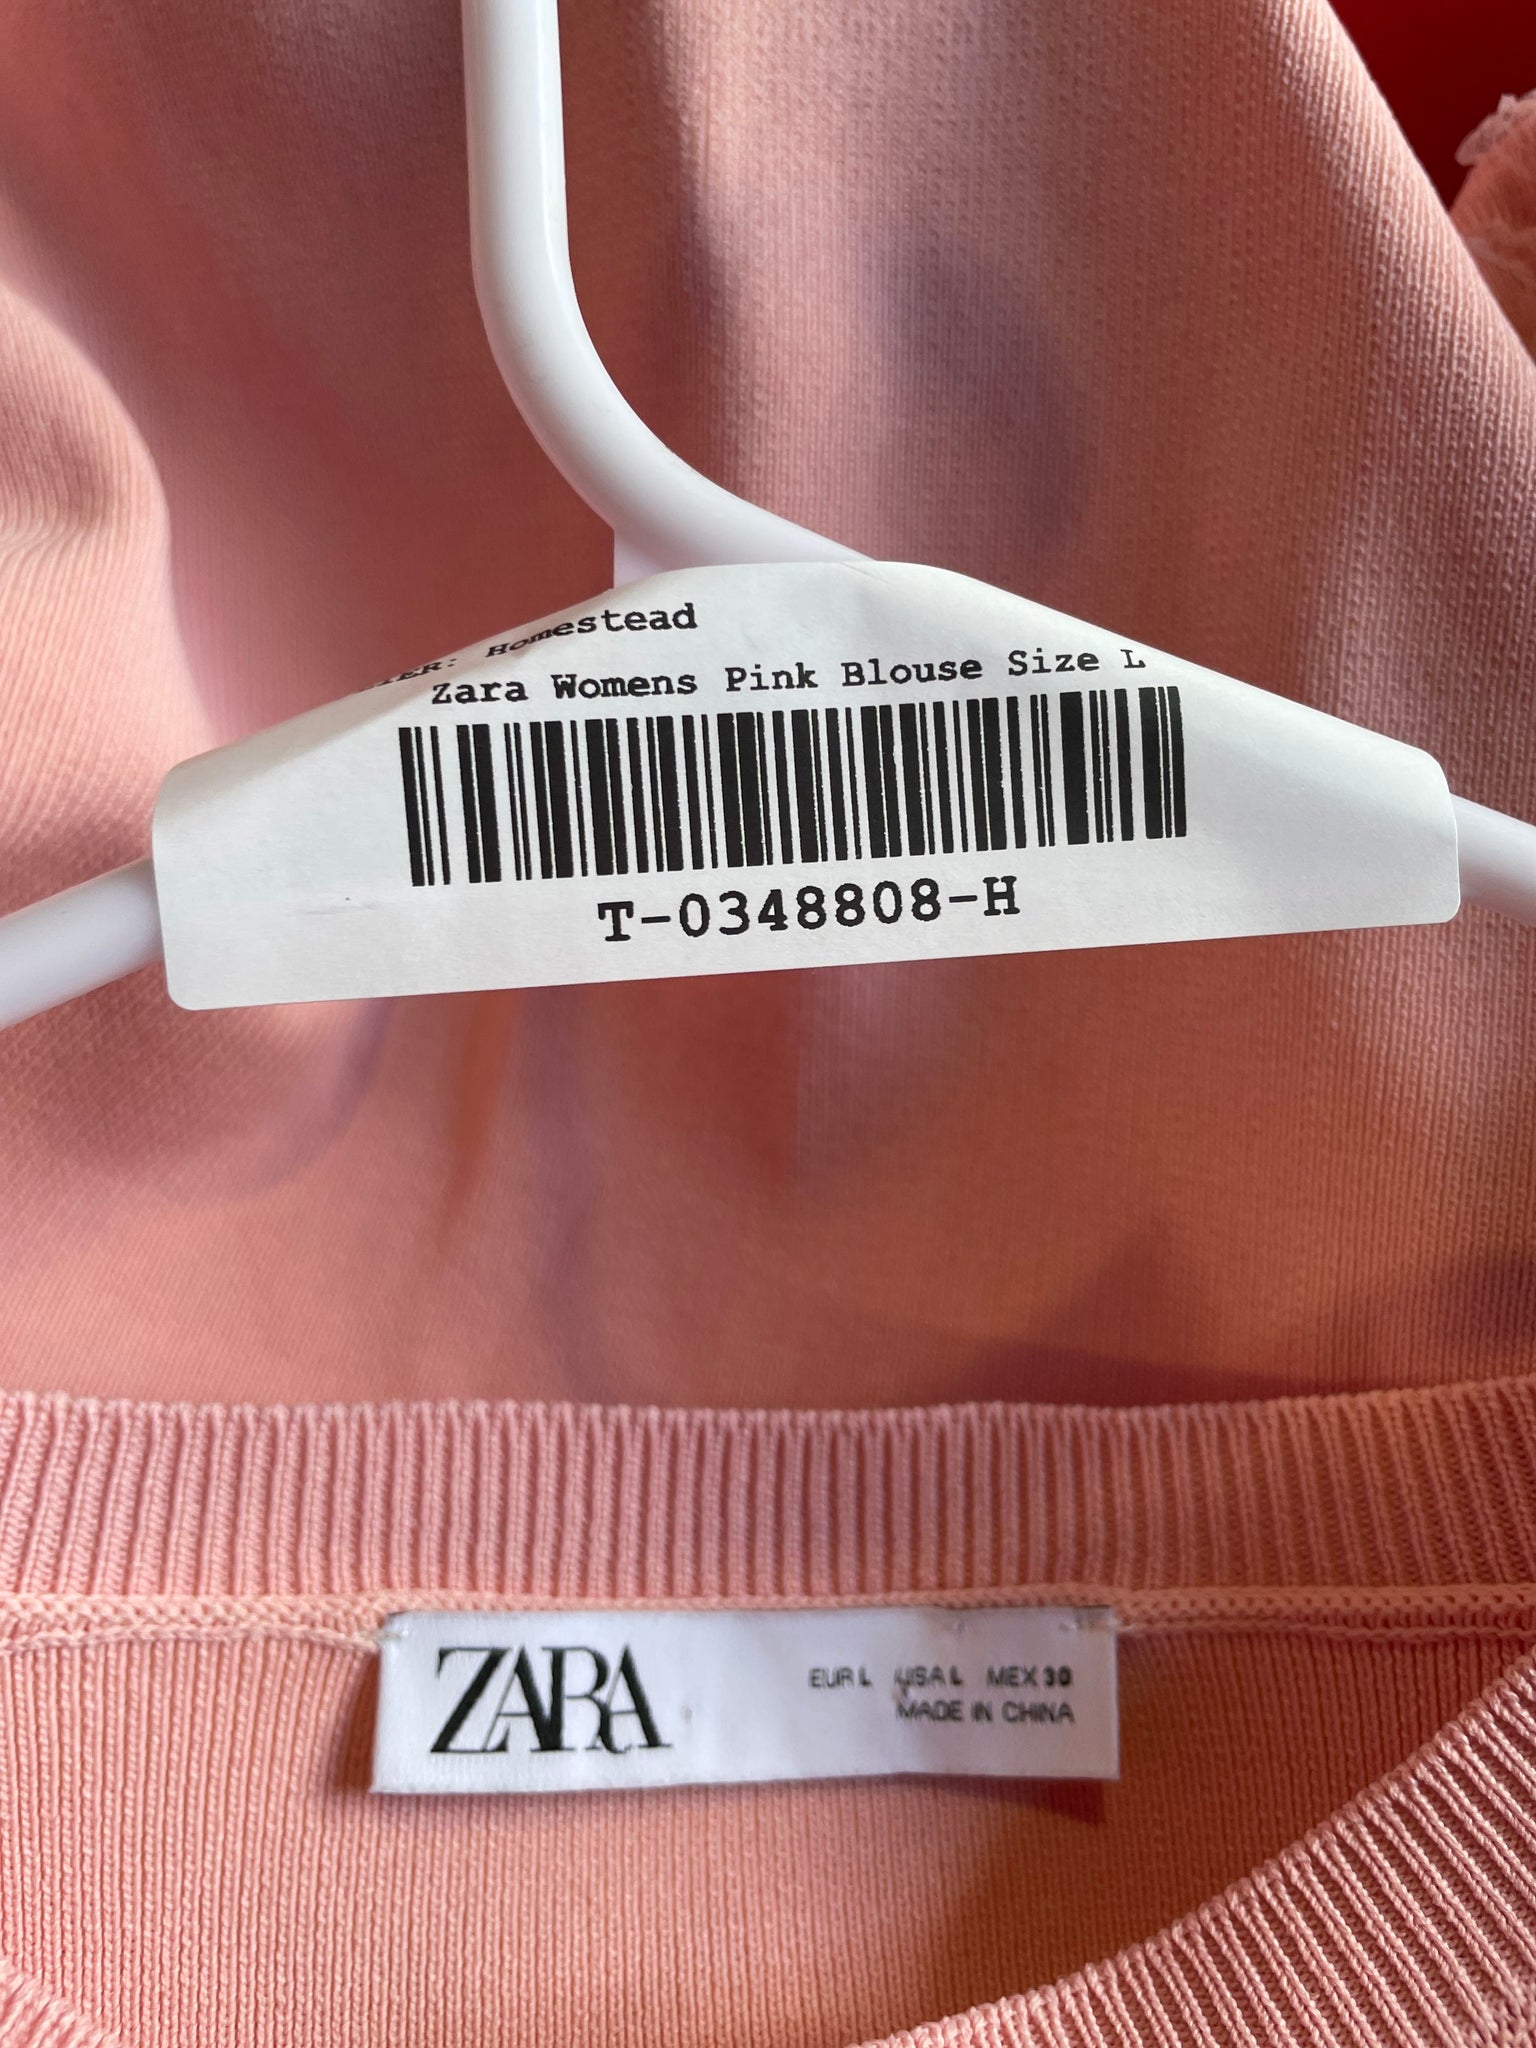 Homestead
Zara Womens Pink Blouse Size L
T-0348808-H
ZARA
EUR L USA L MEX 30
MADE IN CHINA